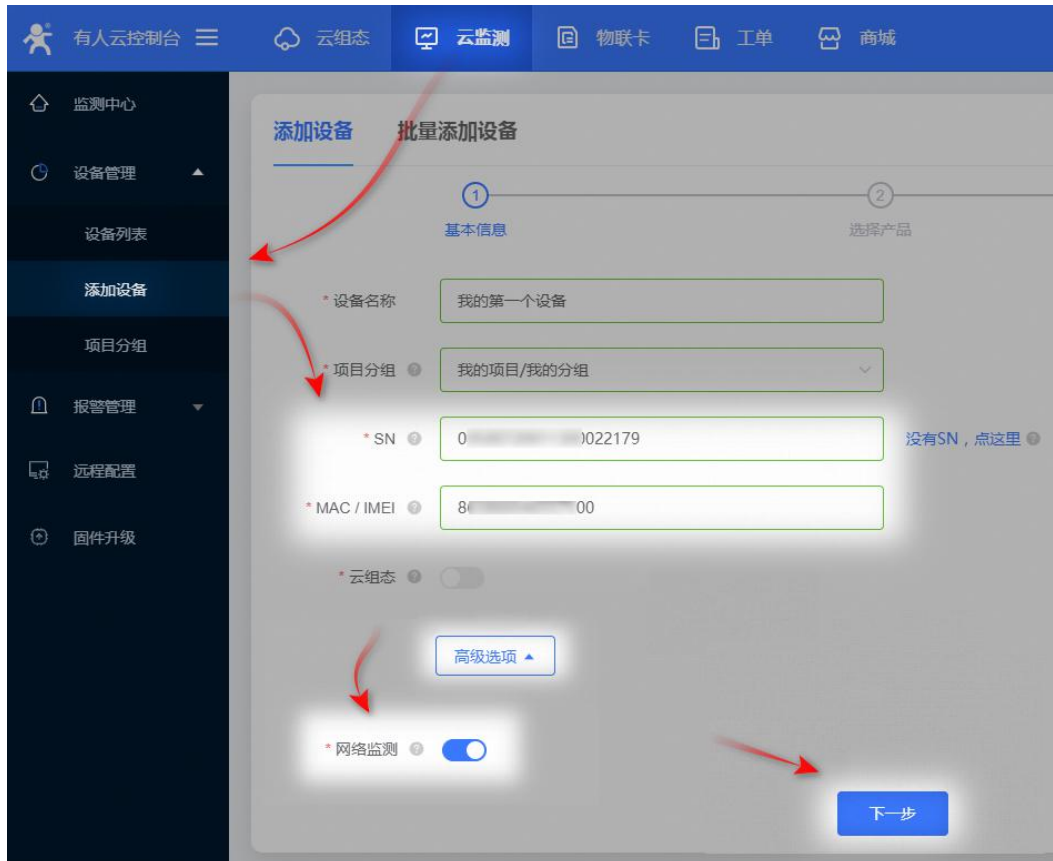 有人云控制台 云组态 云监测 物联卡 工单 商城
监测中心
设备管理
设备列表
添加设备
项目分组
报警管理
远程配置
固件升级
添加设备 批量添加设备
1 2
基本信息 选择产品
* 设备名称 我的第一个设备
* 项目分组 我的项目/我的分组
* SN 0 022179 没有SN，点这里
* MAC / IMEI 8 00
* 云组态
高级选项
* 网络监测
下一步